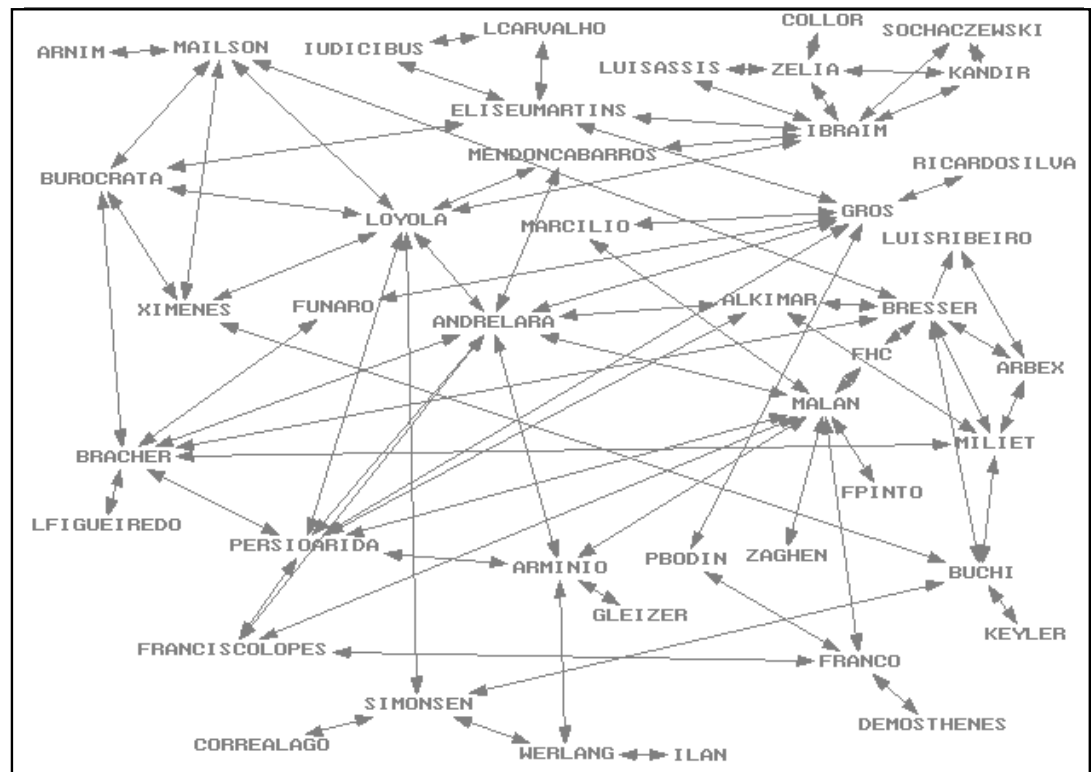 COLLOR
LCARVALHO
SOCHACZEWSKI
ARNIM
MAILSON
IUDICIBUS
LUISASSIS
ZELIA
KANDIR
ELISEUMARTINS
IBRAIM
MENDONCABARROS
RICARDOSILVA
BUROCRATA
LOYOLA
MARCILIO
GROS
LUISRIBEIRO
XIMENES
FUNARO
ANDRELARA
ALKIMAR
BRESSER
FHC
ARBEX
MALAN
BRACHER
MILIET
FPINTO
LFIGUEIREDO
PERSIOARIDA
ARMINIO
PBODIN
ZAGHEN
BUCHI
GLEIZER
KEYLER
FRANCISCOLOPES
FRANCO
SIMONSEN
DEMOSTHENES
CORREALAGO
WERLANG
ILAN